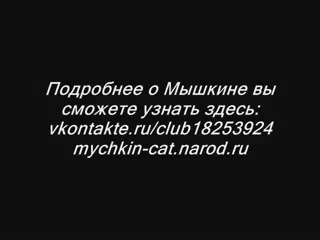 Подробнее о Мышкине вы
сможете узнать здесь:
vkontakte.ru/club18253924
mychkin-cat.narod.ru